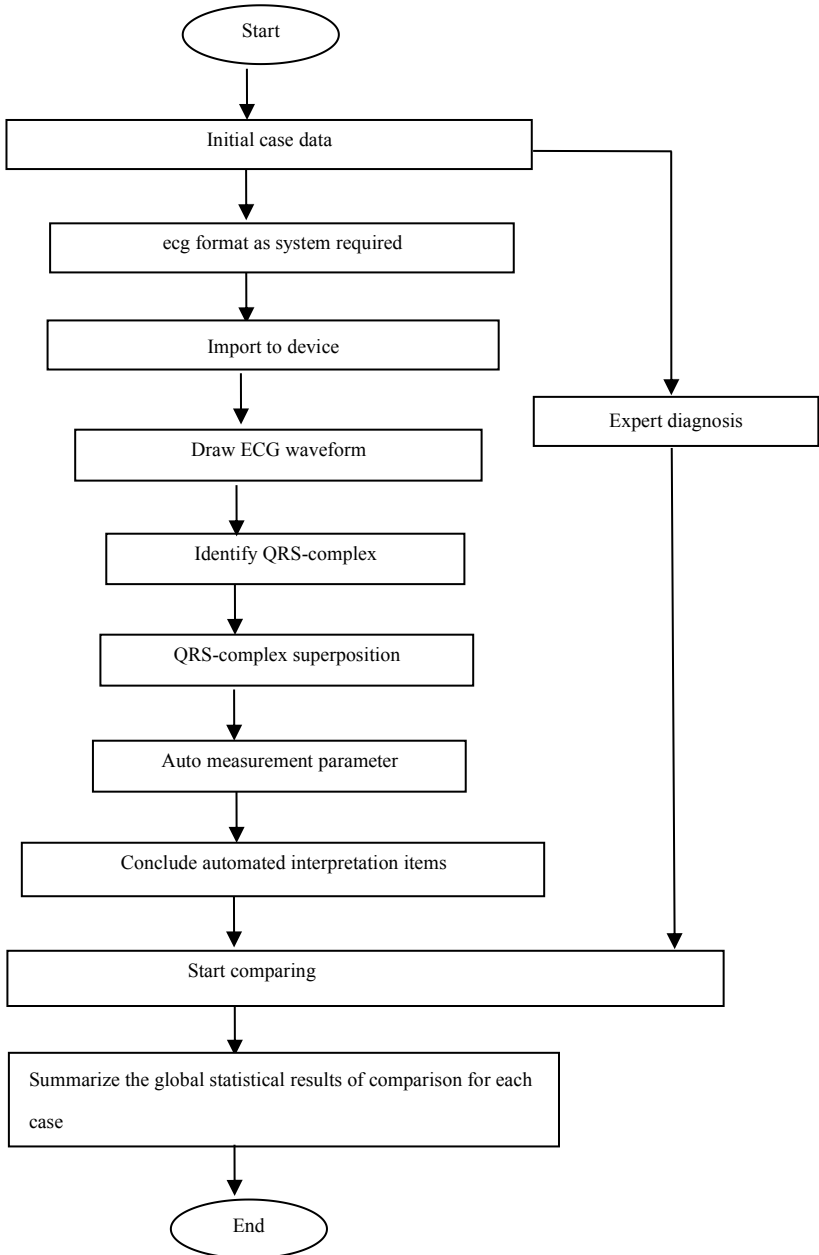 Start
Initial case data
ecg format as system required
Import to device
Expert diagnosis
Draw ECG waveform
Identify QRS-complex
QRS-complex superposition
Auto measurement parameter
Conclude automated interpretation items
Start comparing
Summarize the global statistical results of comparison for each
case
End